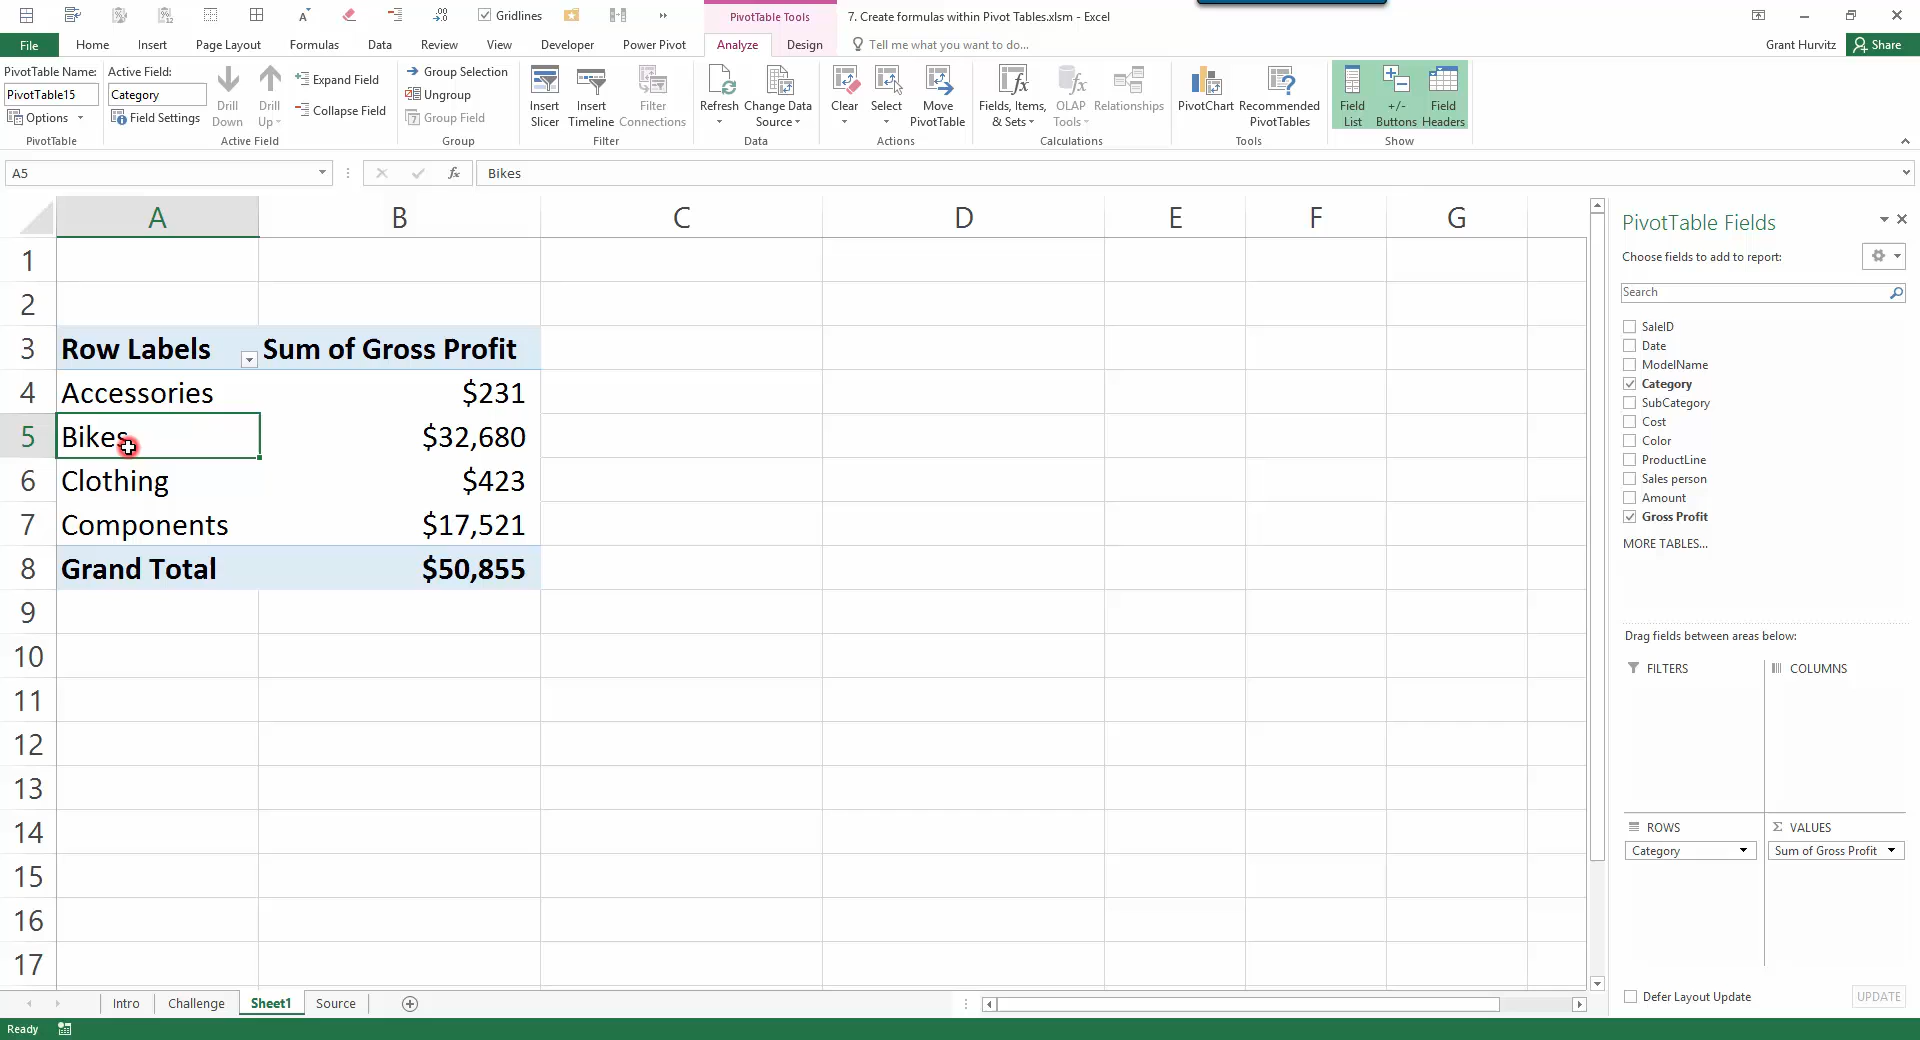 Gridlines
PivotTable Tools
7. Create formulas within Pivot Tables.xlsm - Excel
File
Home
Insert
Page Layout
Formulas
Data
Review
View
Developer
Power Pivot
Analyze
Design
Tell me what you want to do...
Grant Hurvitz
Share
PivotTable Name:
PivotTable15
Options
PivotTable
Active Field:
Category
Field Settings
Drill
Down
Drill
Up
Expand Field
Collapse Field
Active Field
Group Selection
Ungroup
Group Field
Group
Insert
Slicer
Insert
Timeline
Filter
Connections
Filter
Refresh
Change Data
Source
Data
Clear
Select
Move
PivotTable
Actions
Fields, Items,
& Sets
OLAP
Tools
Relationships
Calculations
PivotChart
Recommended
PivotTables
Tools
Field
List
+/-
Buttons
Field
Headers
Show
A5
fx
Bikes
A B C D E F G
1
2
3 Row Labels Sum of Gross Profit
4 Accessories $231
5 Bikes $32,680
6 Clothing $423
7 Components $17,521
8 Grand Total $50,855
9
10
11
12
13
14
15
16
17
PivotTable Fields
Choose fields to add to report:
Search
SaleID
Date
ModelName
Category
SubCategory
Cost
Color
ProductLine
Sales person
Amount
Gross Profit
MORE TABLES...
Drag fields between areas below:
FILTERS
COLUMNS
ROWS
Category
VALUES
Sum of Gross Profit
Defer Layout Update
UPDATE
Intro
Challenge
Sheet1
Source
Ready